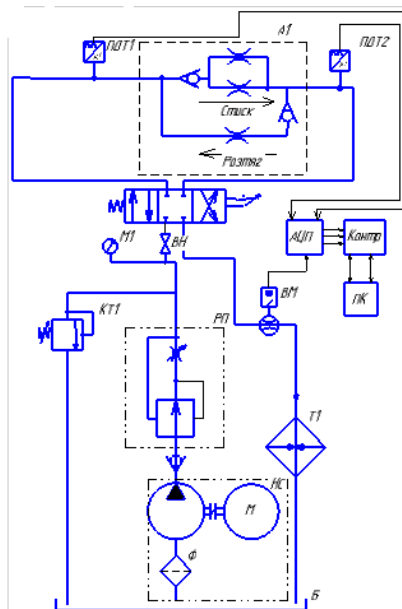 А1
ПДТ1
ПДТ2
Стиск
Розтяг
М1
ВН
АЦП
Контр
ВМ
ПК
КТ1
РП
Т1
НС
М
Ф
Б